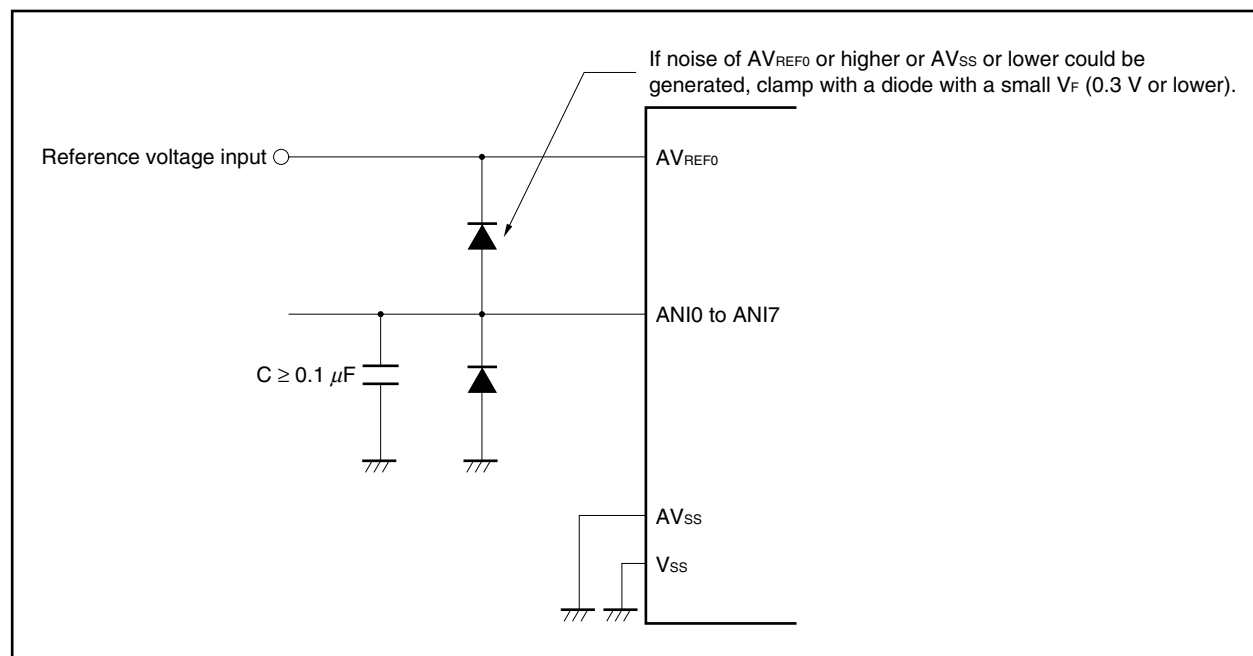 If noise of AVREF0 or higher or AVSS or lower could be
generated, clamp with a diode with a small VF (0.3 V or lower).
Reference voltage input
AVREF0
ANI0 to ANI7
C ≥ 0.1 μF
AVSS
VSS